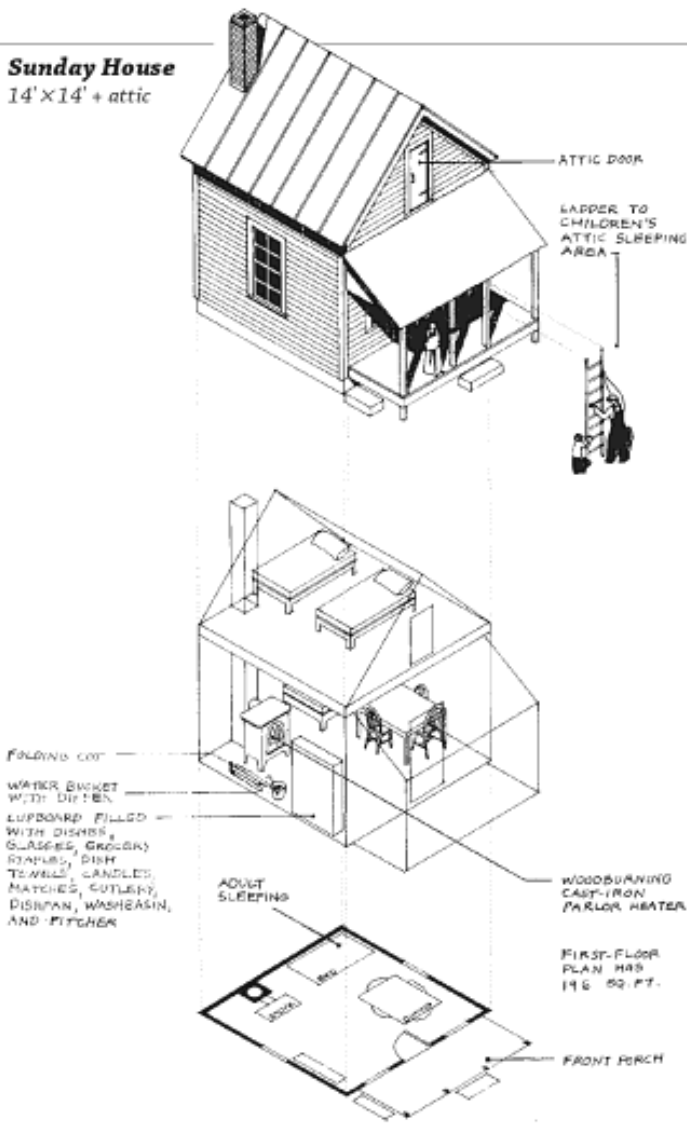 Sunday House
14' × 14' + attic
ATTIC DOOR
LADDER TO
CHILDREN'S
ATTIC SLEEPING
AREA
FOLDING COT
WATER BUCKET
WITH DIPPER
CUPBOARD FILLED
WITH DISHES,
GLASSES, GROCERY
STAPLES, DISH
TOWELS, CANDLES,
MATCHES, CUTLERY,
DISHPAN, WASHBASIN,
AND PITCHER
WOODBURNING
CAST-IRON
PARLOR HEATER
ADULT
SLEEPING
FIRST-FLOOR
PLAN HAS
196 SQ. FT.
BED
FRONT PORCH